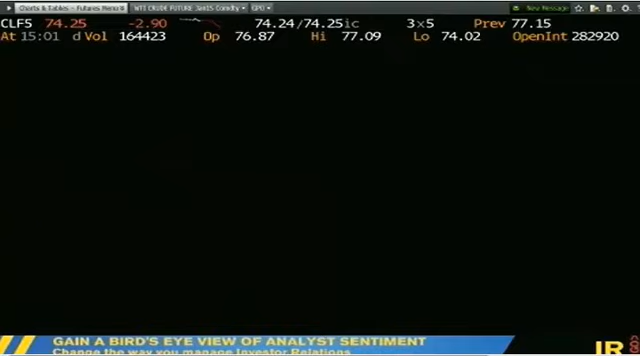 Charts & Tables - Futures Menu WTI CRUDE FUTURE Jan15 Comdty GPO New Message
CLF5 74.25 -2.90 74.24/74.25ic 3x5 Prev 77.15
At 15:01 d Vol 164423 Op 76.87 Hi 77.09 Lo 74.02 OpenInt 282920
GAIN A BIRD'S EYE VIEW OF ANALYST SENTIMENT
Change the way you manage Investor Relations
IR